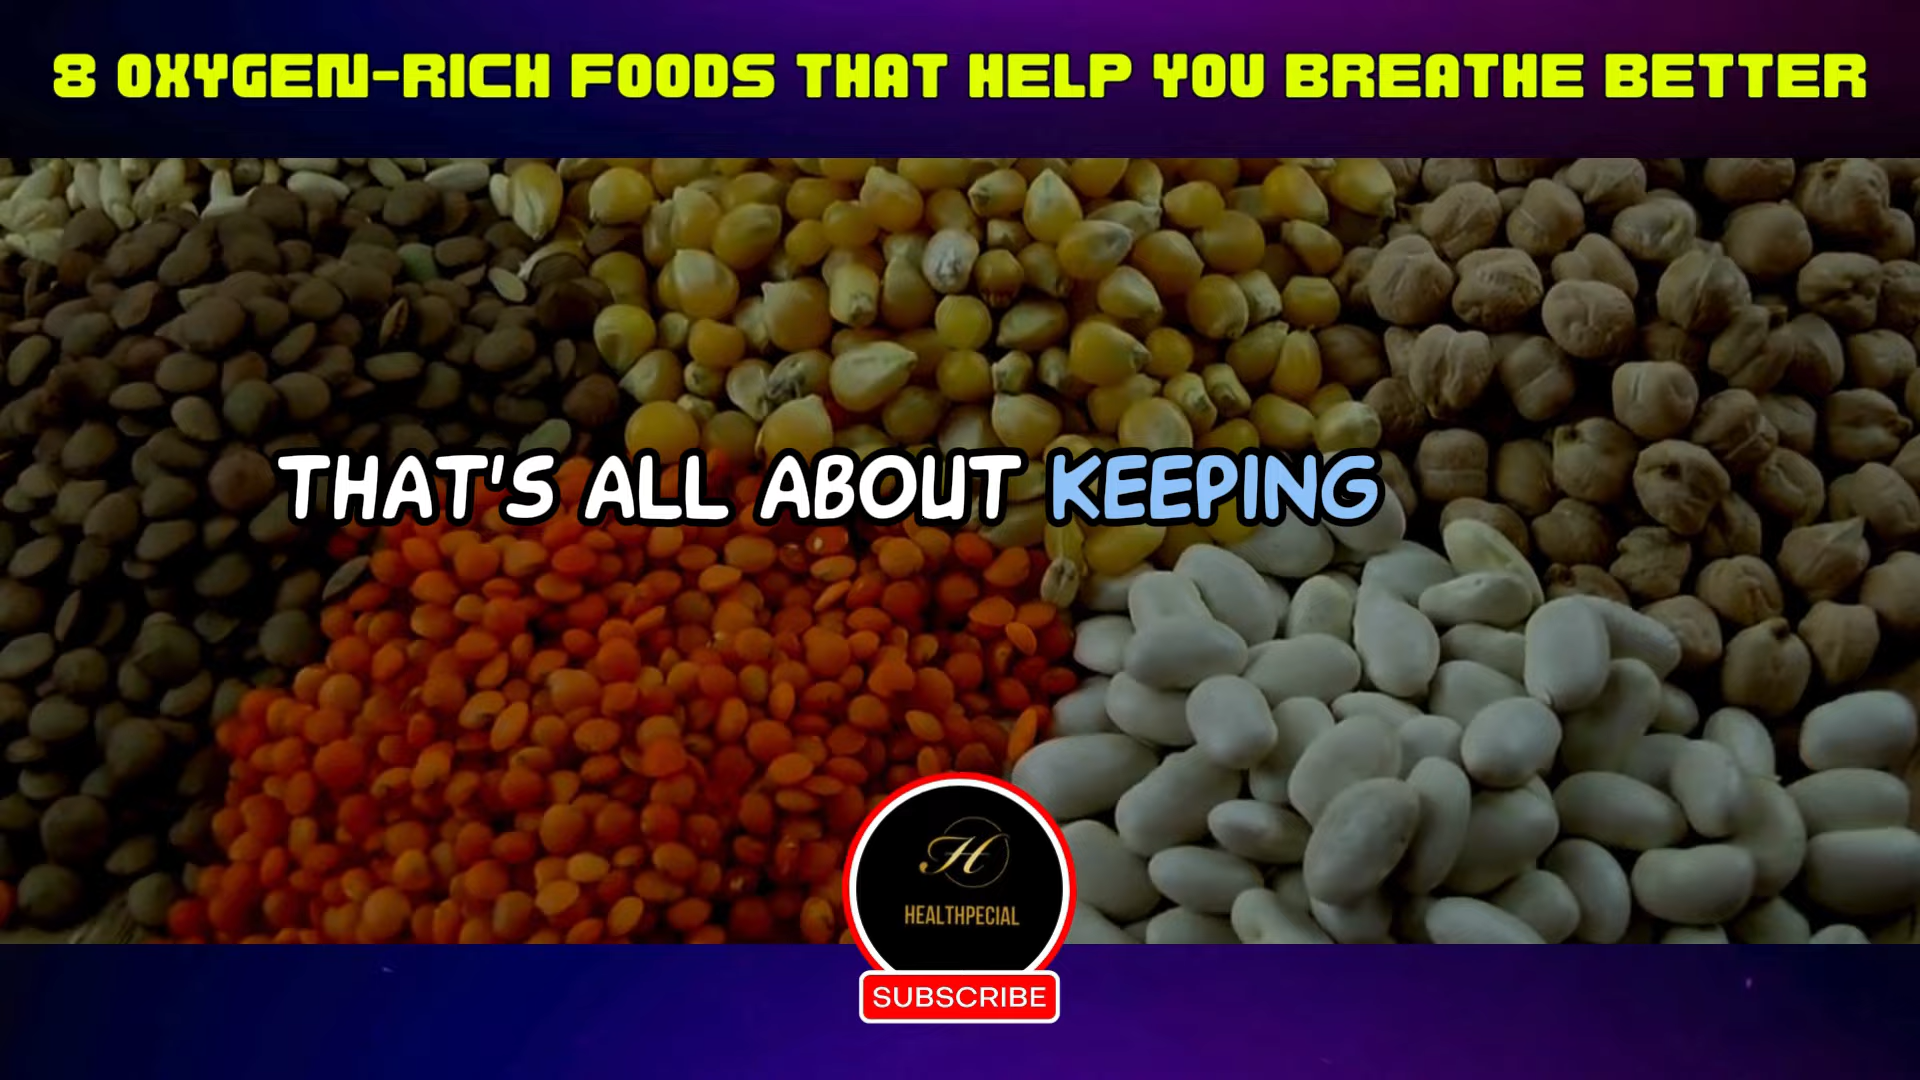 8 OXYGEN-RICH FOODS THAT HELP YOU BREATHE BETTER
THAT'S ALL ABOUT KEEPING
H
HEALTHPECIAL
SUBSCRIBE